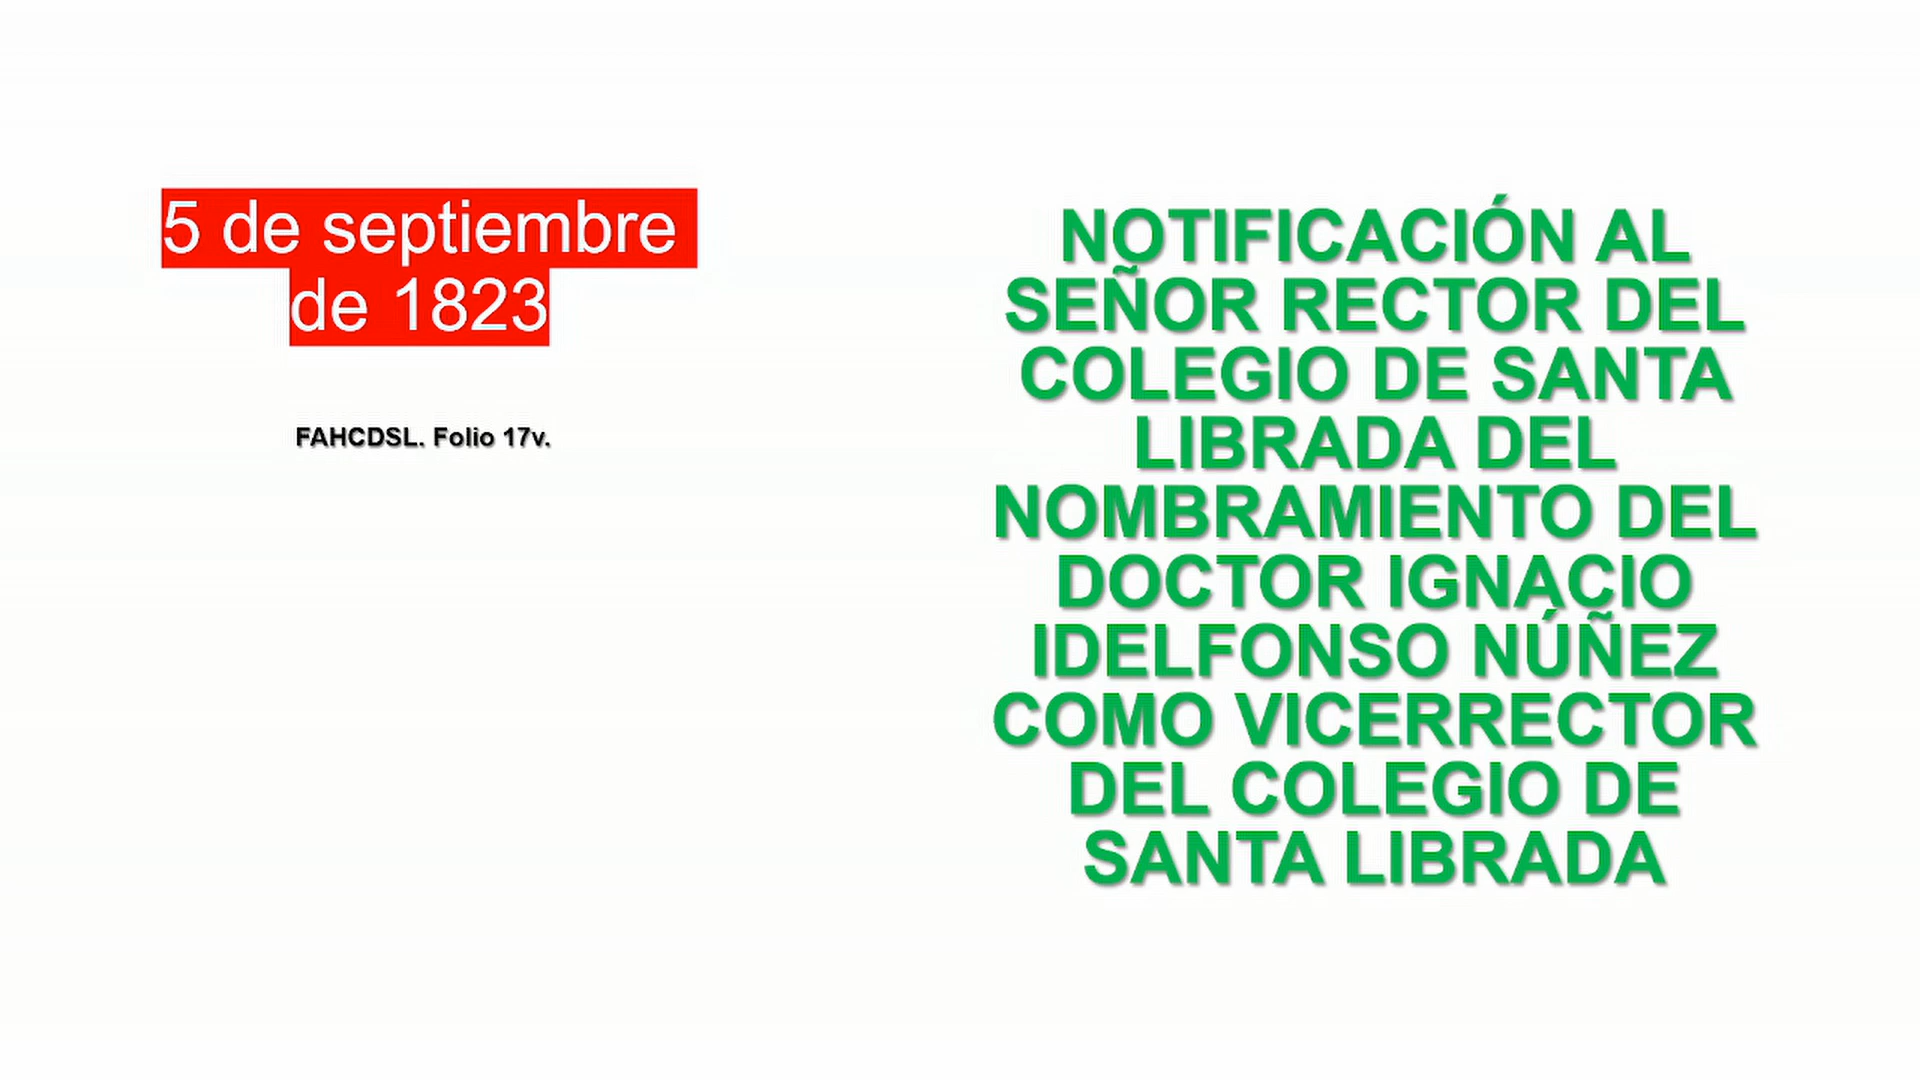 5 de septiembre
de 1823
FAHCDSL. Folio 17v.
NOTIFICACIÓN AL
SEÑOR RECTOR DEL
COLEGIO DE SANTA
LIBRADA DEL
NOMBRAMIENTO DEL
DOCTOR IGNACIO
IDELFONSO NÚÑEZ
COMO VICERRECTOR
DEL COLEGIO DE
SANTA LIBRADA